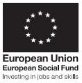 European Union
European Social Fund
Investing in jobs and skills